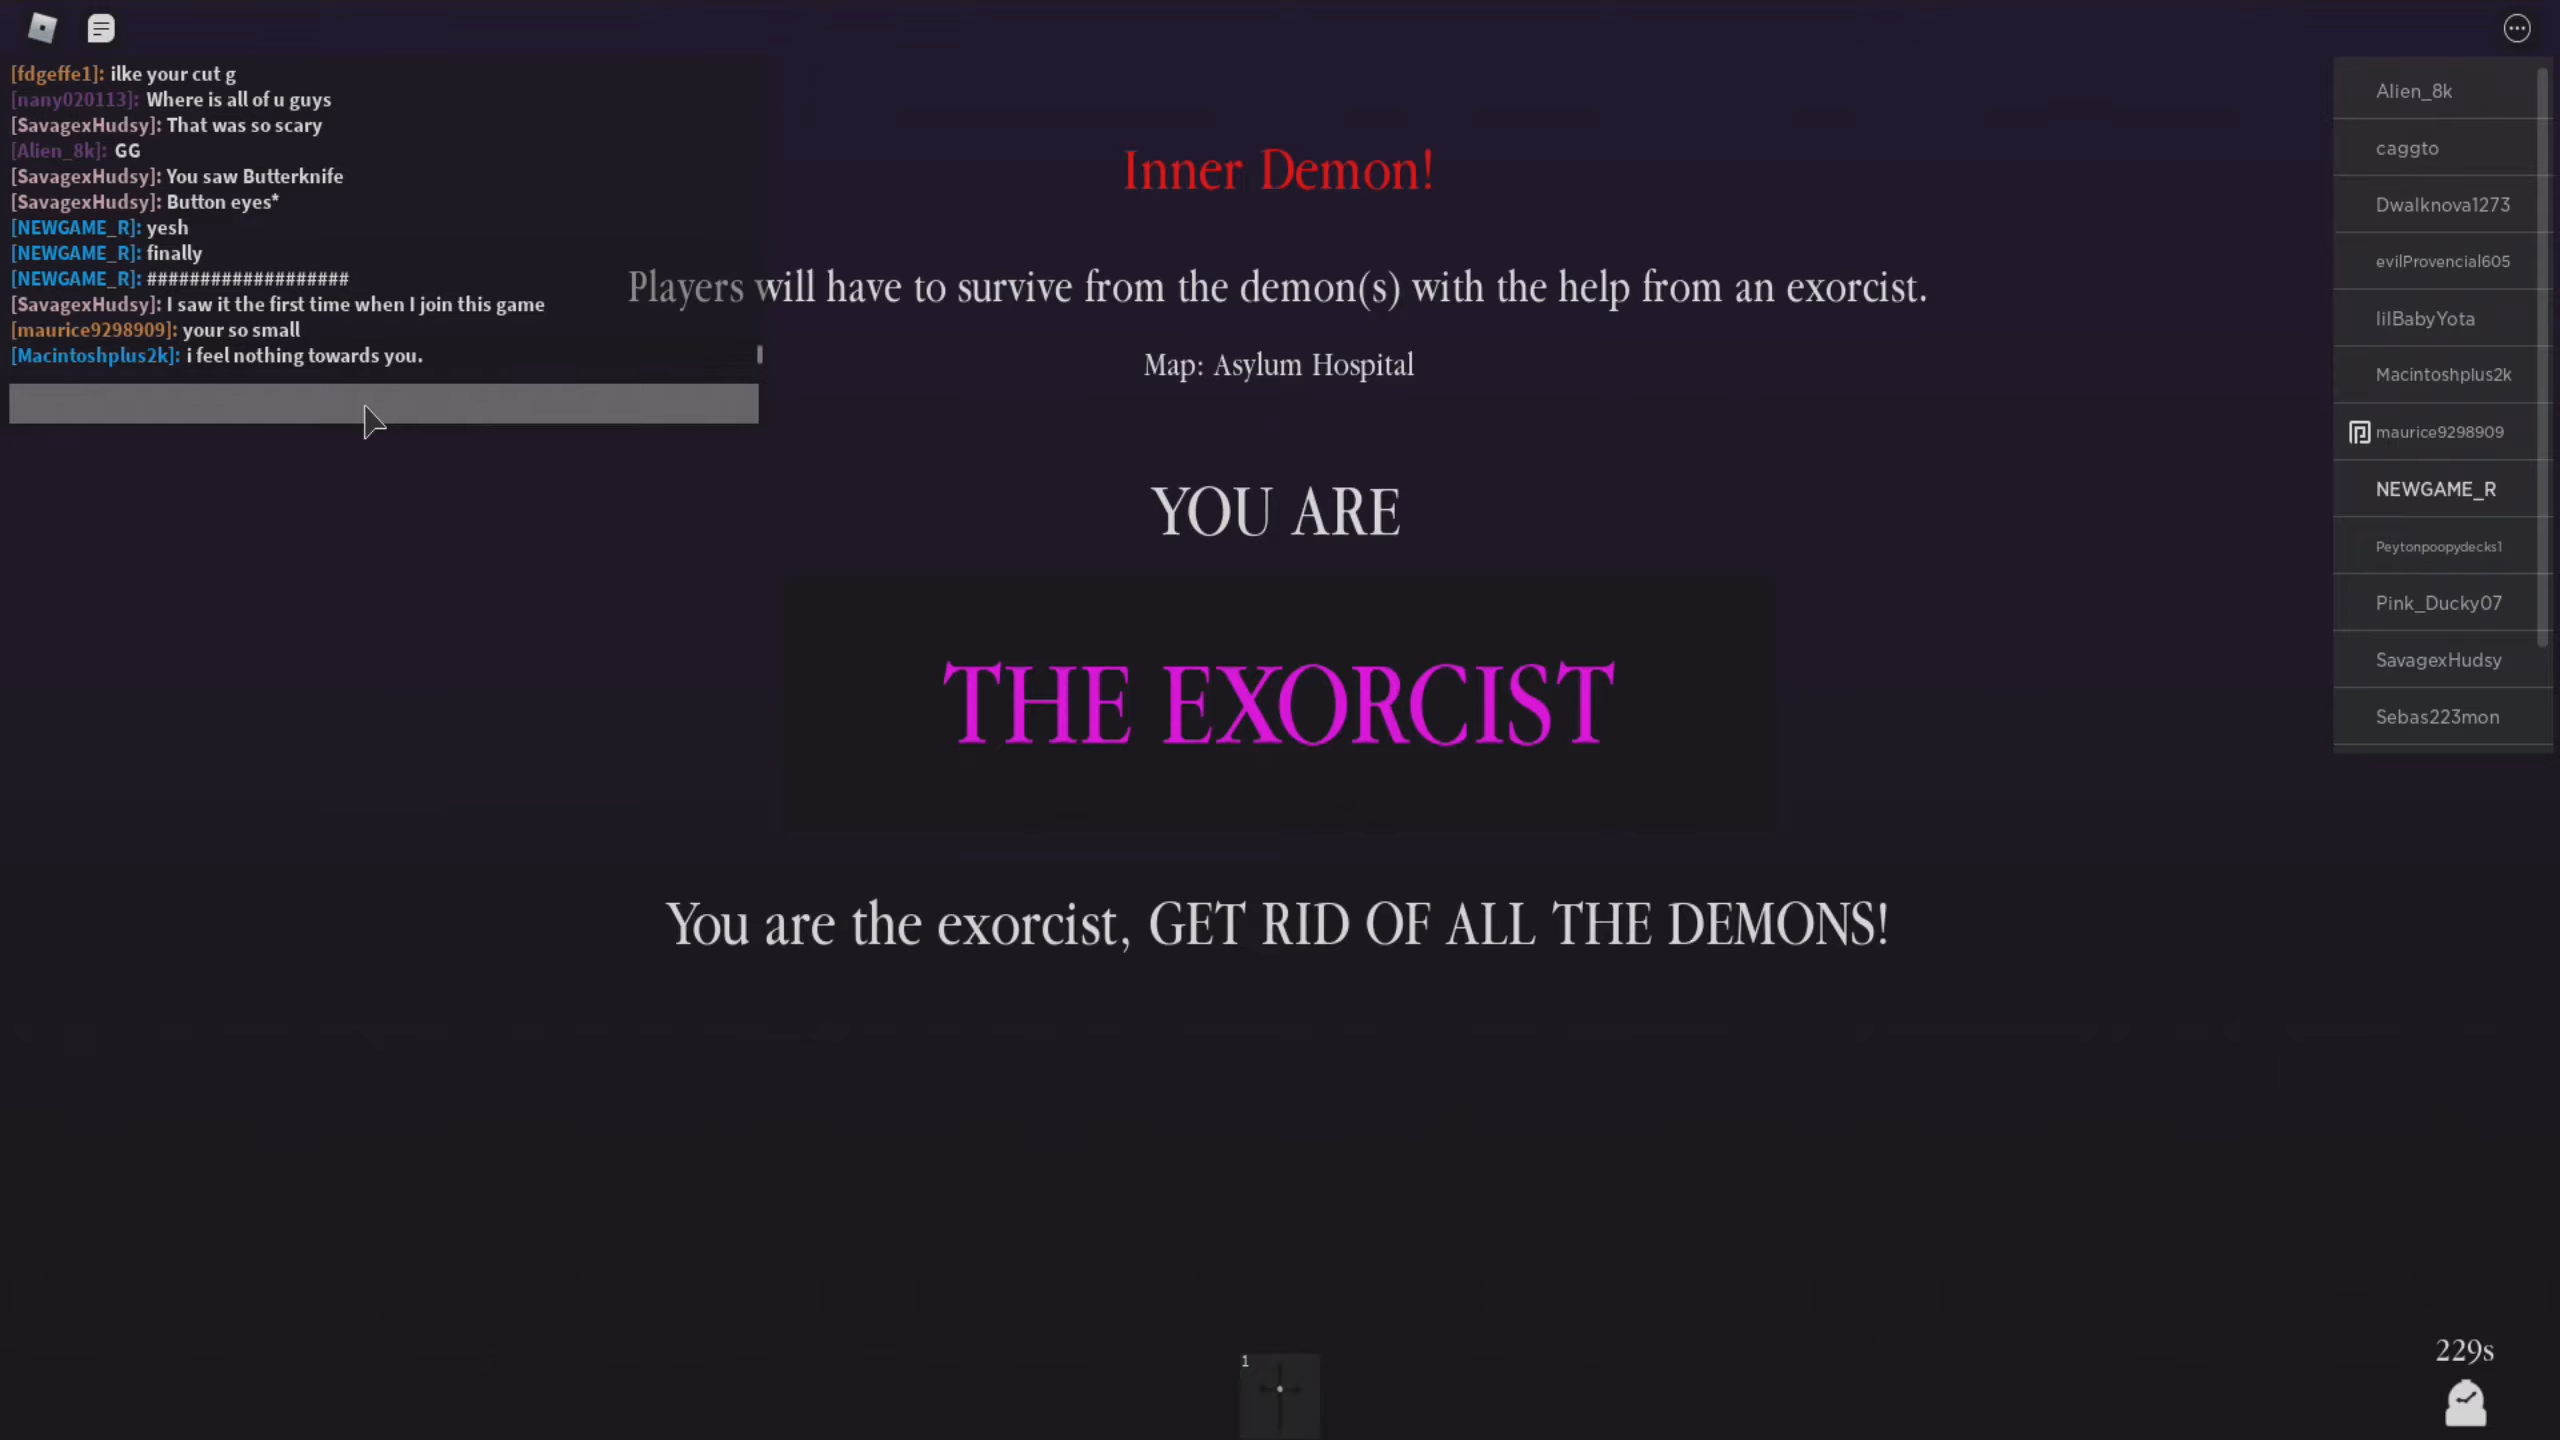 [fdgeffe1]: ilke your cut g
[nany020113]: Where is all of u guys
[SavagexHudsy]: That was so scary
[Alien_8k]: GG
[SavagexHudsy]: You saw Butterknife
[SavagexHudsy]: Button eyes*
[NEWGAME_R]: yesh
[NEWGAME_R]: finally
[NEWGAME_R]: ###################
[SavagexHudsy]: I saw it the first time when I join this game
[maurice9298909]: your so small
[Macintoshplus2k]: i feel nothing towards you.
Inner Demon!
Players will have to survive from the demon(s) with the help from an exorcist.
Map: Asylum Hospital
YOU ARE
THE EXORCIST
You are the exorcist, GET RID OF ALL THE DEMONS!
Alien_8k
caggto
Dwalknova1273
evilProvencial605
lilBabyYota
Macintoshplus2k
maurice9298909
NEWGAME_R
Peytonpoopydecks1
Pink_Ducky07
SavagexHudsy
Sebas223mon
1
229s